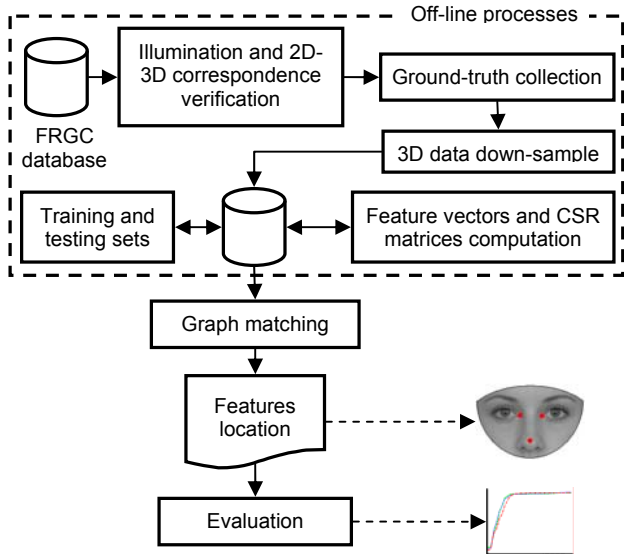 Off-line processes
Illumination and 2D-
3D correspondence
verification
Ground-truth collection
FRGC
database
3D data down-sample
Training and
testing sets
Feature vectors and CSR
matrices computation
Graph matching
Features
location
Evaluation